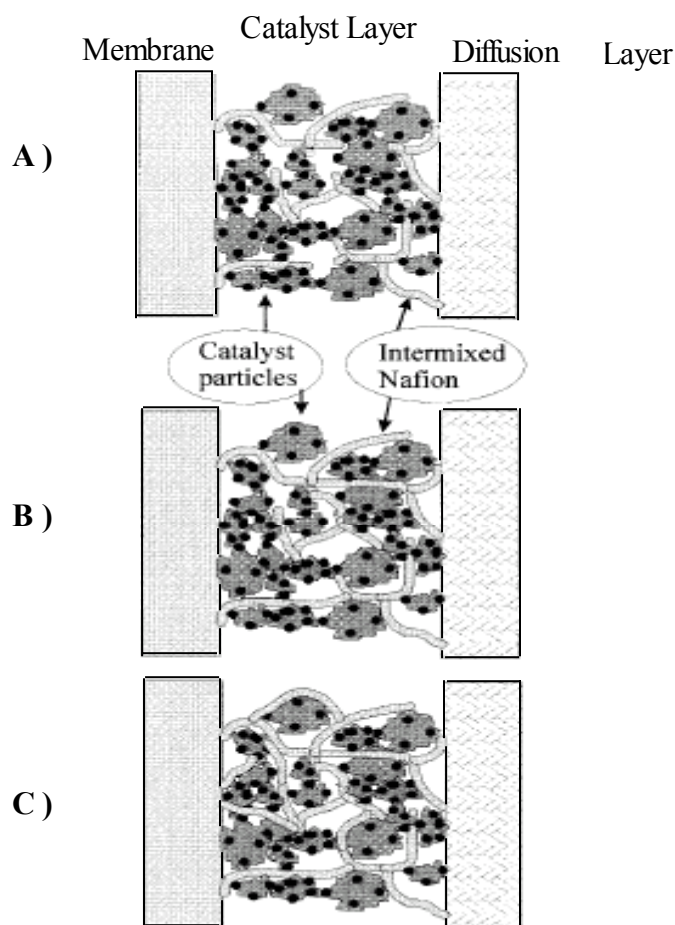 Membrane Catalyst Layer Diffusion Layer
A )
Catalyst particles
Intermixed Nafion
B )
C )